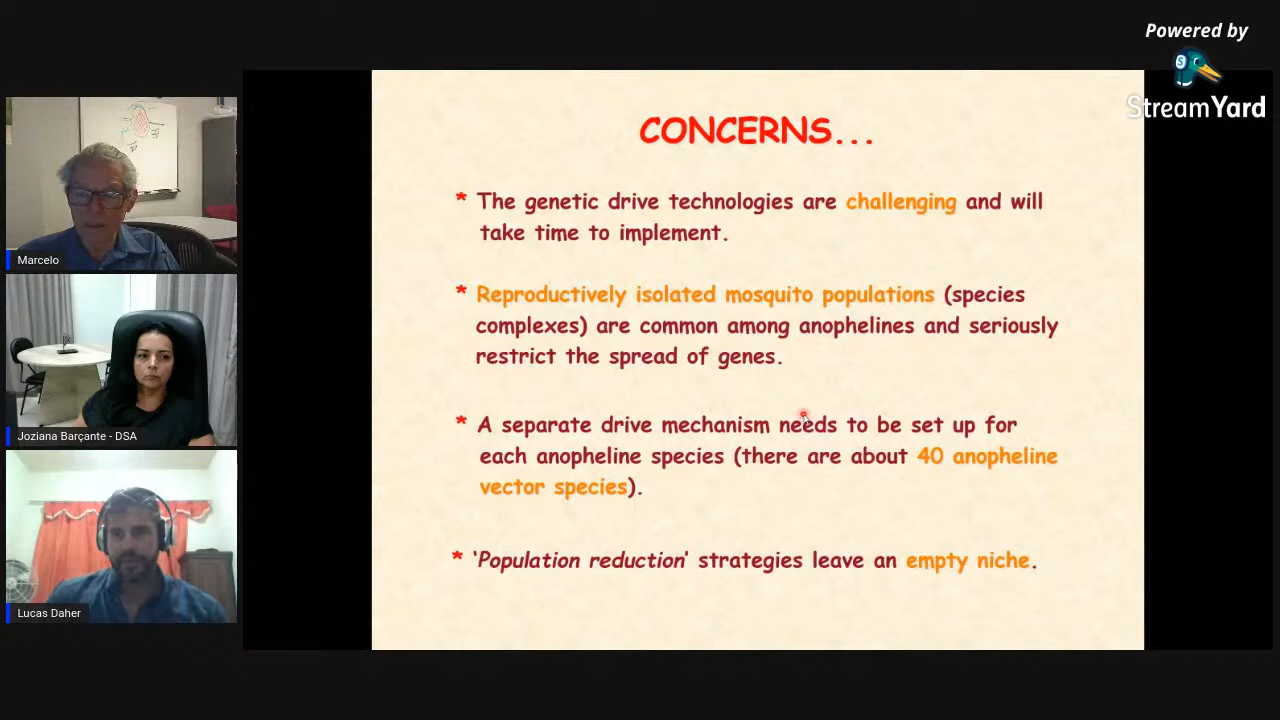 Powered by
StreamYard
Marcelo
Joziana Barçante - DSA
Lucas Daher
CONCERNS...
* The genetic drive technologies are challenging and will
take time to implement.
* Reproductively isolated mosquito populations (species
complexes) are common among anophelines and seriously
restrict the spread of genes.
* A separate drive mechanism needs to be set up for
each anopheline species (there are about 40 anopheline
vector species).
* 'Population reduction' strategies leave an empty niche.